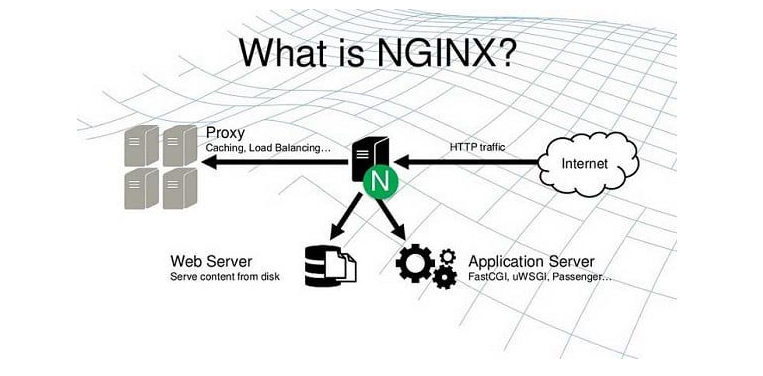 What is NGINX?
Proxy
Caching, Load Balancing...
HTTP traffic
Internet
N
Web Server
Serve content from disk
Application Server
FastCGI, uWSGI, Passenger...